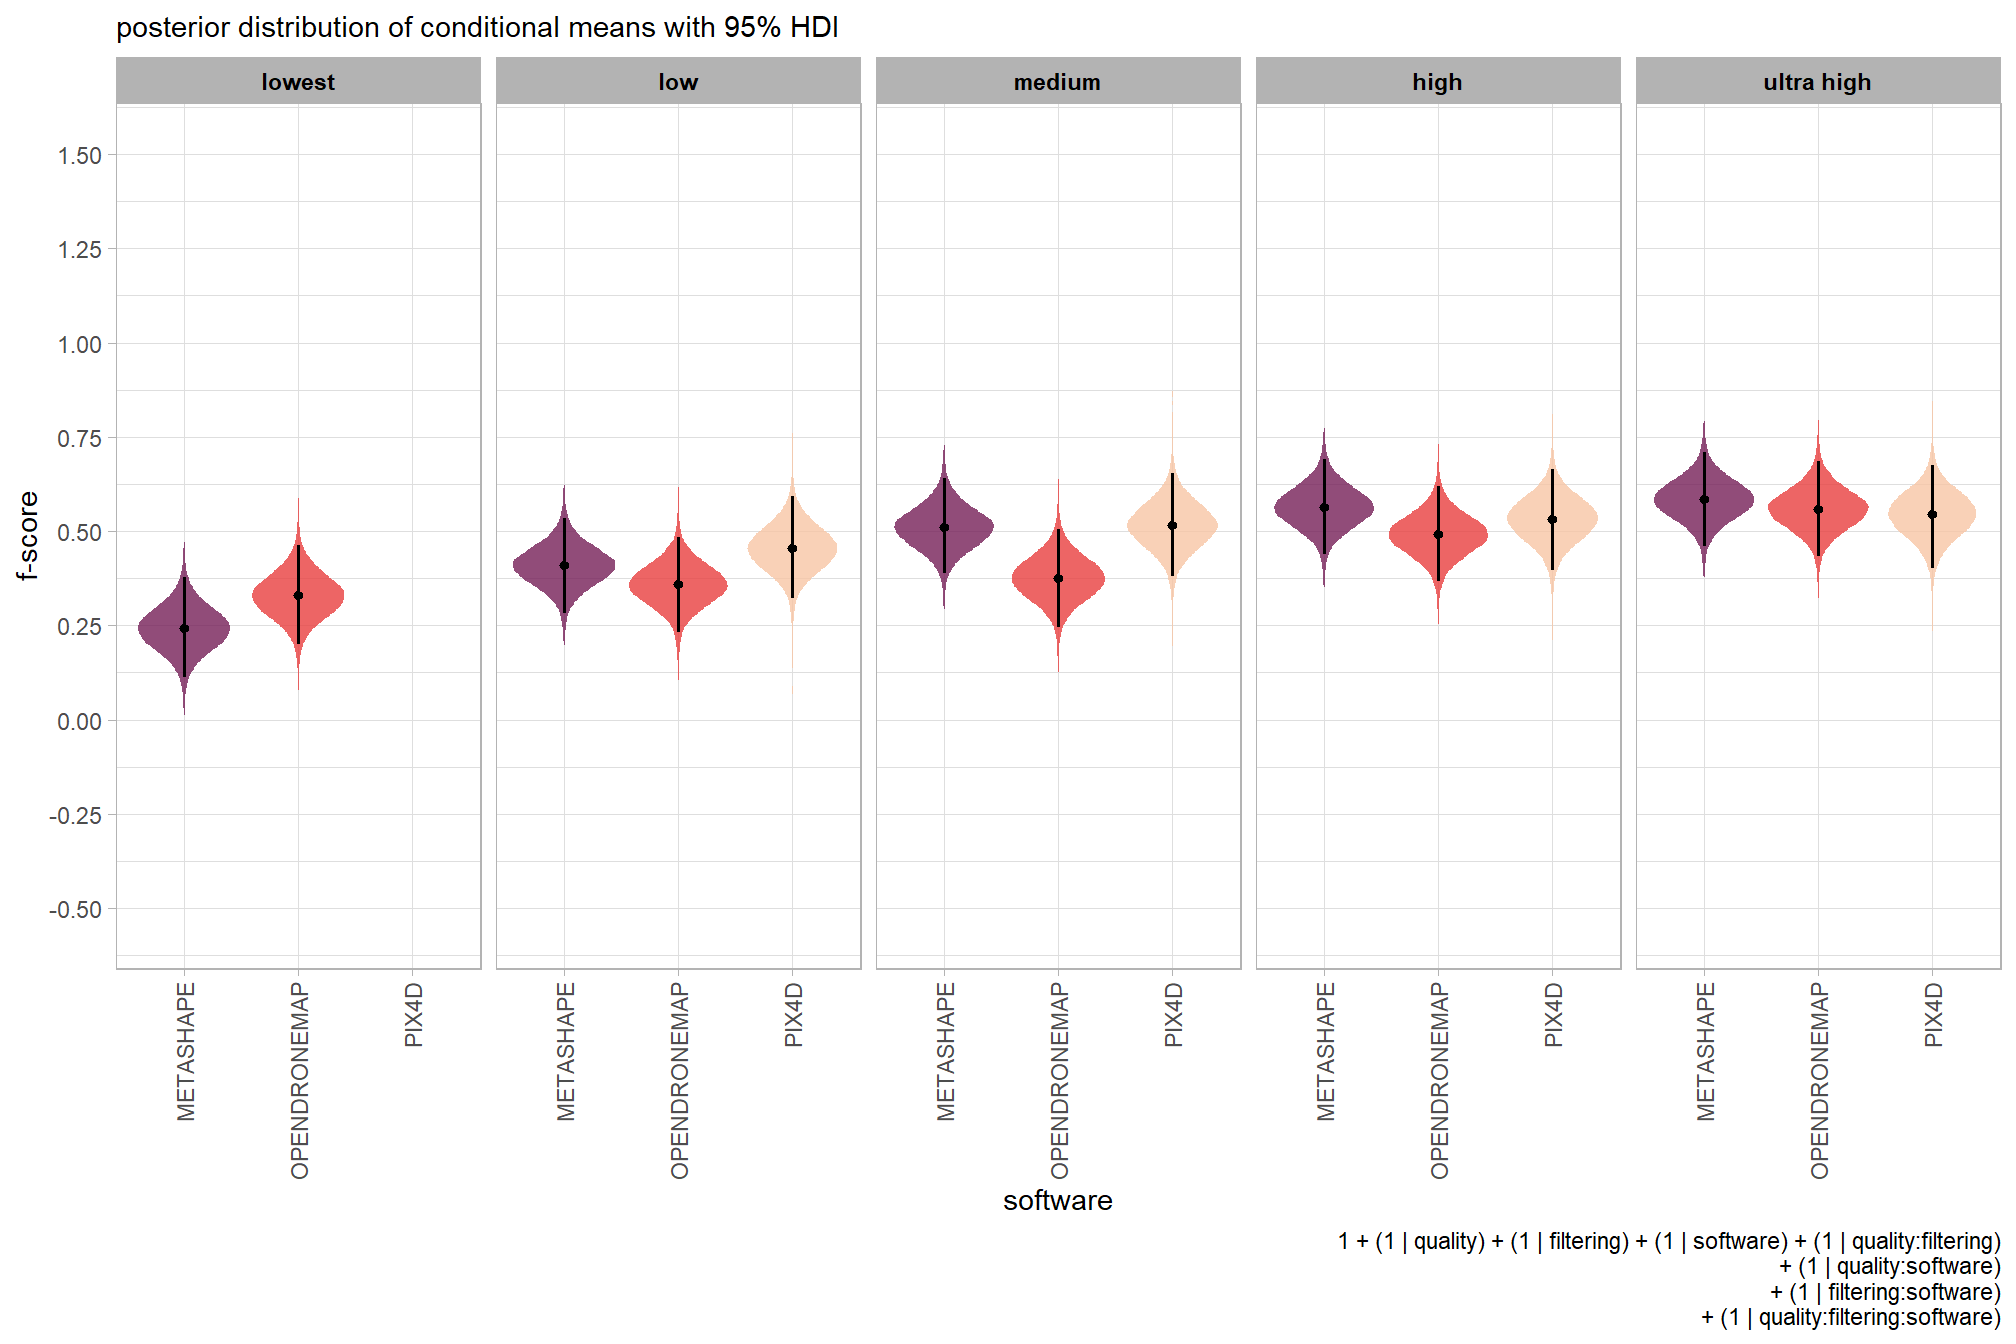 posterior distribution of conditional means with 95% HDI
lowest
low
medium
high
ultra high
f-score
1.50
1.25
1.00
0.75
0.50
0.25
0.00
-0.25
-0.50
METASHAPE
OPENDRONEMAP
PIX4D
METASHAPE
OPENDRONEMAP
PIX4D
METASHAPE
OPENDRONEMAP
PIX4D
METASHAPE
OPENDRONEMAP
PIX4D
METASHAPE
OPENDRONEMAP
PIX4D
software
1 + (1 | quality) + (1 | filtering) + (1 | software) + (1 | quality:filtering)
+ (1 | quality:software)
+ (1 | filtering:software)
+ (1 | quality:filtering:software)